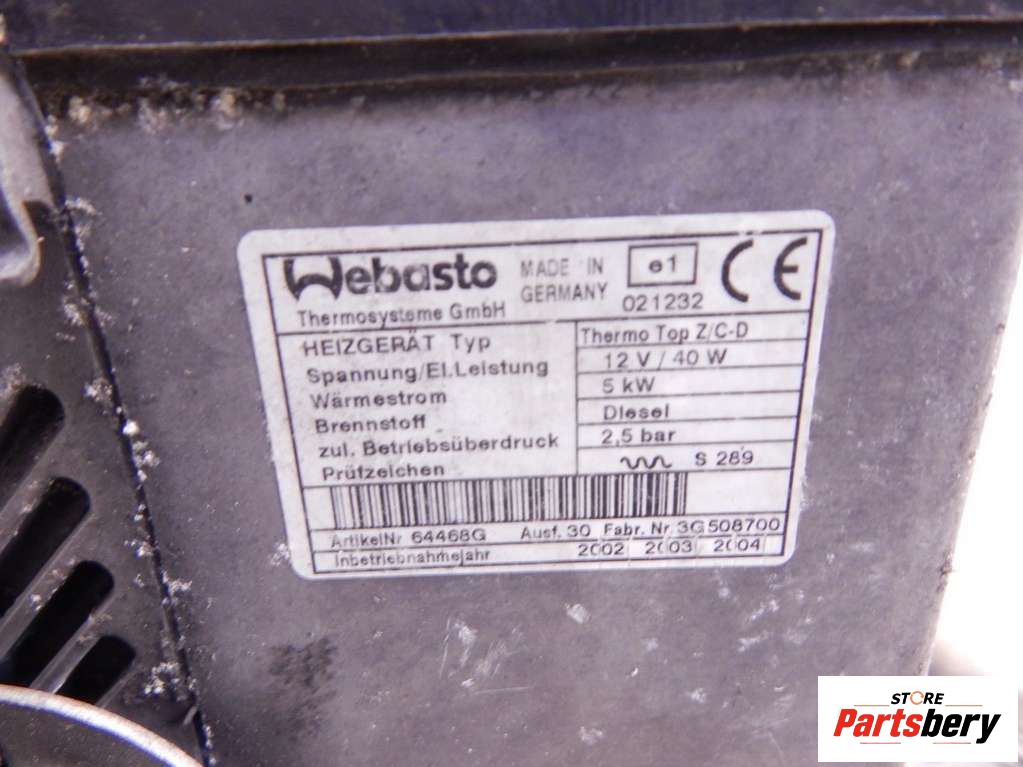 Webasto
Thermosysteme GmbH
MADE IN
GERMANY
e1
021232
CE
HEIZGERÄT Typ Thermo Top Z/C-D
Spannung/El.Leistung 12 V / 40 W
Wärmestrom 5 kW
Brennstoff Diesel
zul. Betriebsüberdruck 2,5 bar
Prüfzeichen S 289
ArtikelNr 64468G Ausf. 30 Fabr. Nr. 3G508700
Inbetriebnahmejahr 2002 2003 2004
STORE
Partsbery